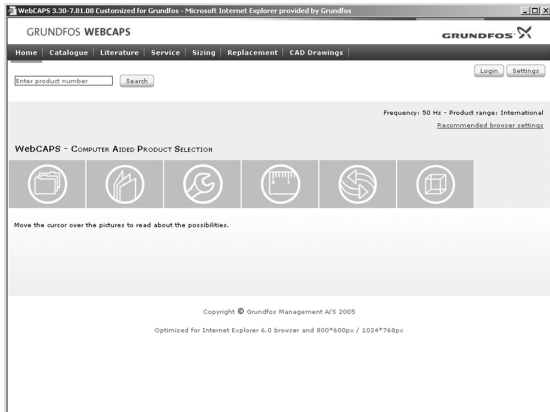 WebCAPS 3.30-7.81.08 Customized for Grundfos - Microsoft Internet Explorer provided by Grundfos
GRUNDFOS WEBCAPS
GRUNDFOS
Home | Catalogue | Literature | Service | Sizing | Replacement | CAD Drawings |
Login Settings
Enter product number Search
Frequency: 50 Hz - Product range: International
Recommended browser settings
WebCAPS - Computer Aided Product Selection
Move the cursor over the pictures to read about the possibilities.
Copyright © Grundfos Management A/S 2005
Optimized for Internet Explorer 6.0 browser and 800*600px / 1024*768px